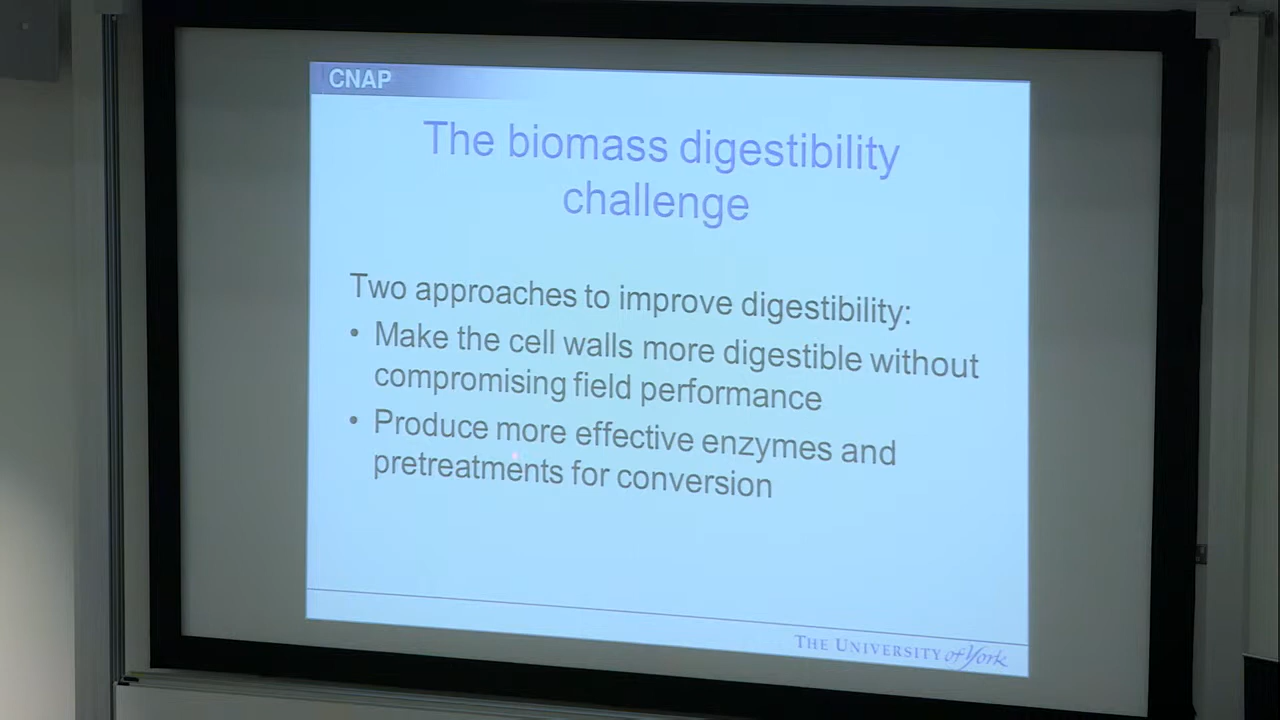 CNAP
The biomass digestibility
challenge
Two approaches to improve digestibility:
• Make the cell walls more digestible without
compromising field performance
• Produce more effective enzymes and
pretreatments for conversion
THE UNIVERSITY of York